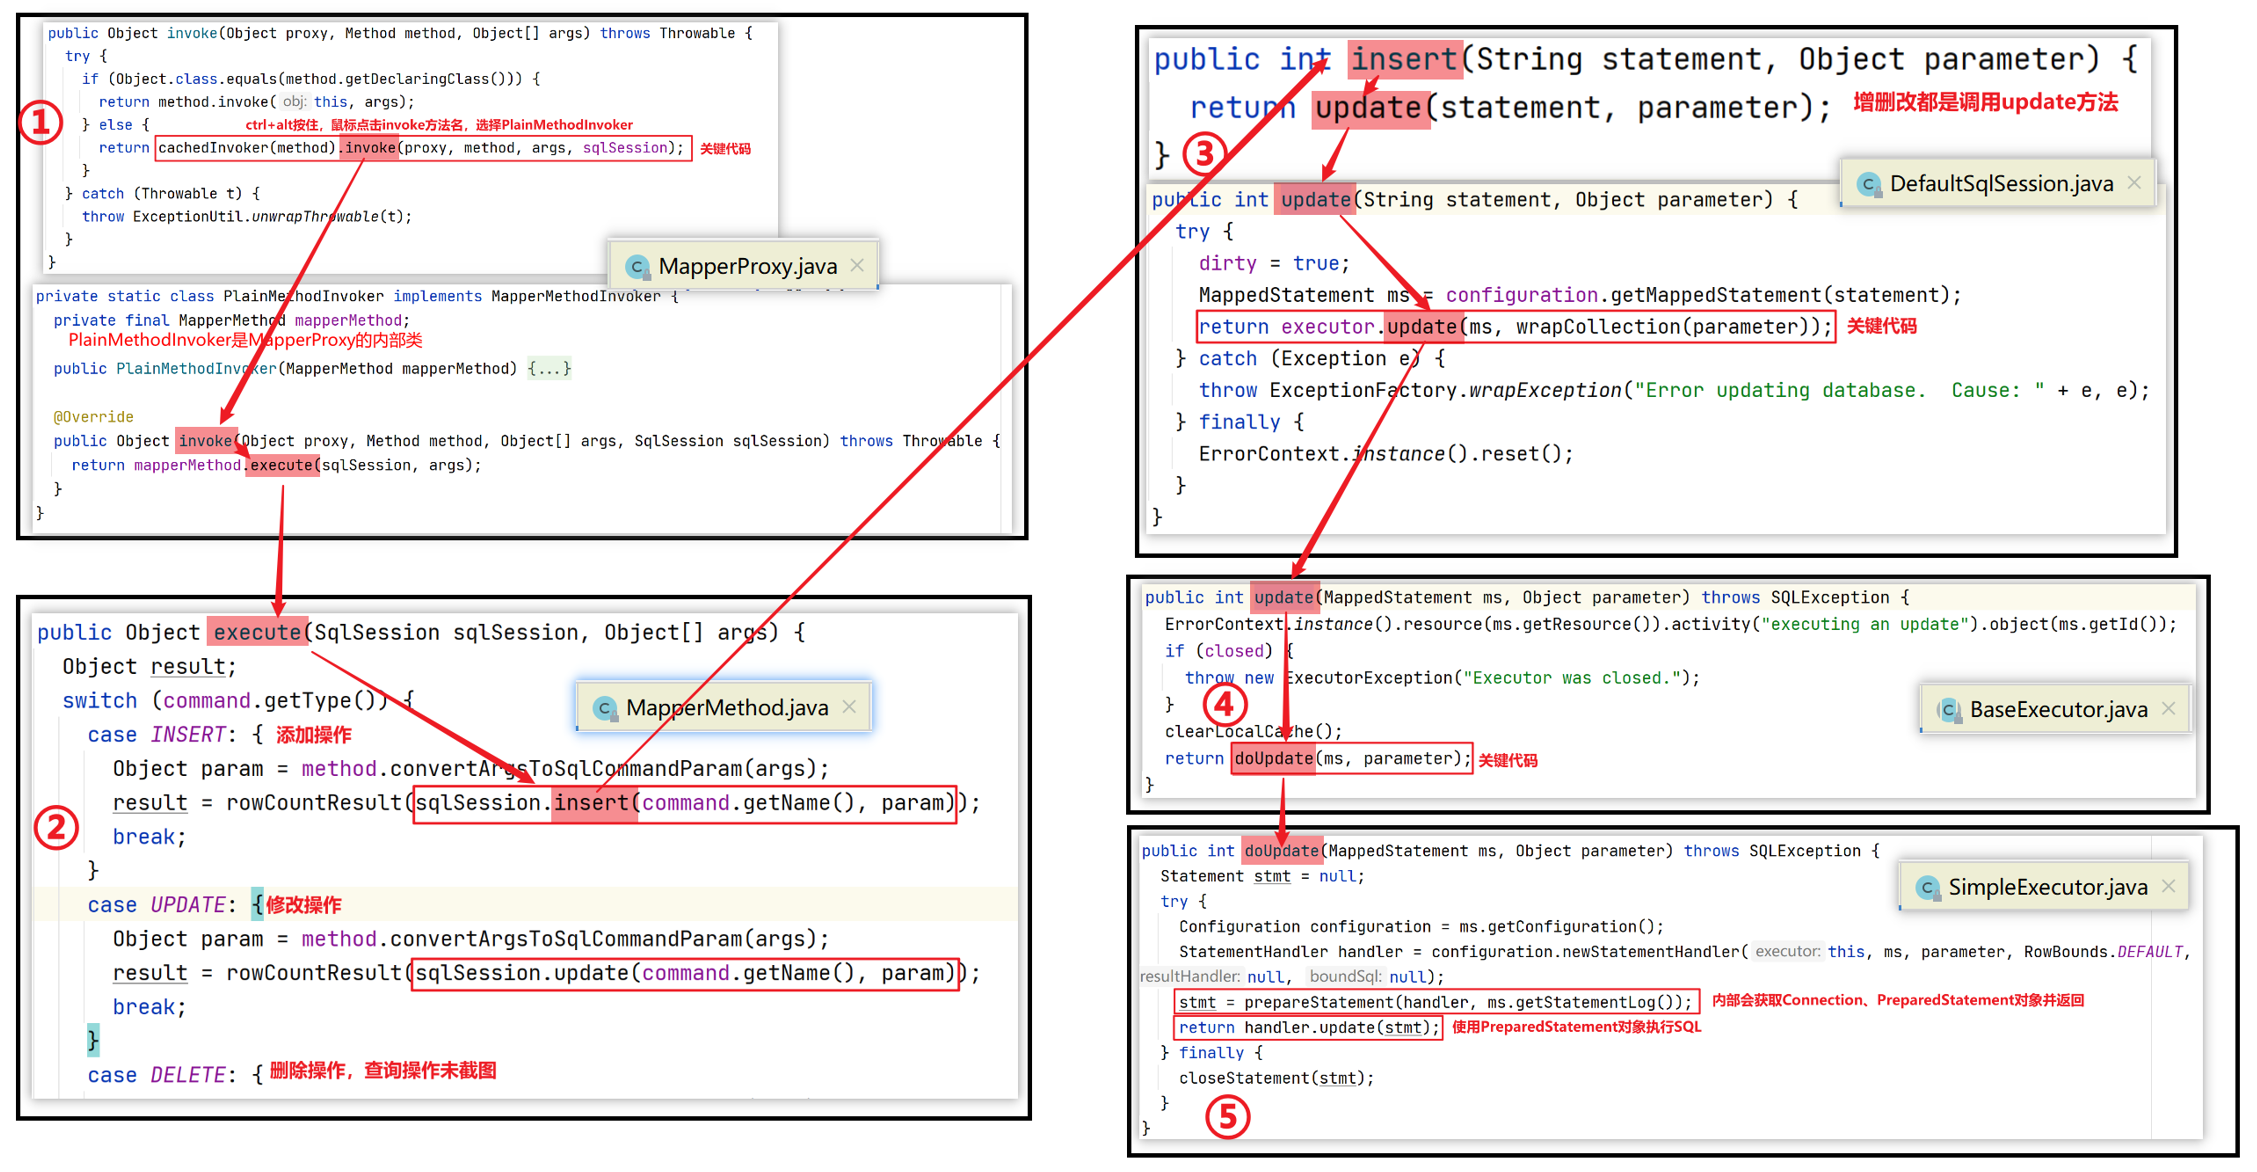 public Object invoke(Object proxy, Method method, Object[] args) throws Throwable {
try {
if (Object.class.equals(method.getDeclaringClass())) {
return method.invoke( obj: this, args);
① } else { ctrl+alt按住，鼠标点击invoke方法名，选择PlainMethodInvoker
return cachedInvoker(method).invoke(proxy, method, args, sqlSession); 关键代码
}
} catch (Throwable t) {
throw ExceptionUtil.unwrapThrowable(t);
}
}
MapperProxy.java
private static class PlainMethodInvoker implements MapperMethodInvoker {
private final MapperMethod mapperMethod;
PlainMethodInvoker是MapperProxy的内部类
public PlainMethodInvoker(MapperMethod mapperMethod) {...}
@Override
public Object invoke(Object proxy, Method method, Object[] args, SqlSession sqlSession) throws Throwable {
return mapperMethod.execute(sqlSession, args);
}
}
public Object execute(SqlSession sqlSession, Object[] args) {
Object result;
switch (command.getType()) {
MapperMethod.java
case INSERT: { 添加操作
Object param = method.convertArgsToSqlCommandParam(args);
result = rowCountResult(sqlSession.insert(command.getName(), param));
② break;
}
case UPDATE: { 修改操作
Object param = method.convertArgsToSqlCommandParam(args);
result = rowCountResult(sqlSession.update(command.getName(), param));
break;
}
case DELETE: { 删除操作，查询操作未截图
public int insert(String statement, Object parameter) {
return update(statement, parameter); 增删改都是调用update方法
} ③
DefaultSqlSession.java
public int update(String statement, Object parameter) {
try {
dirty = true;
MappedStatement ms = configuration.getMappedStatement(statement);
return executor.update(ms, wrapCollection(parameter)); 关键代码
} catch (Exception e) {
throw ExceptionFactory.wrapException("Error updating database.  Cause: " + e, e);
} finally {
ErrorContext.instance().reset();
}
}
public int update(MappedStatement ms, Object parameter) throws SQLException {
ErrorContext.instance().resource(ms.getResource()).activity("executing an update").object(ms.getId());
if (closed) {
throw new ExecutorException("Executor was closed.");
} ④
BaseExecutor.java
clearLocalCache();
return doUpdate(ms, parameter); 关键代码
}
public int doUpdate(MappedStatement ms, Object parameter) throws SQLException {
Statement stmt = null;
SimpleExecutor.java
try {
Configuration configuration = ms.getConfiguration();
StatementHandler handler = configuration.newStatementHandler( executor: this, ms, parameter, RowBounds.DEFAULT,
resultHandler: null, boundSql: null);
stmt = prepareStatement(handler, ms.getStatementLog()); 内部会获取Connection、PreparedStatement对象并返回
return handler.update(stmt); 使用PreparedStatement对象执行SQL
} finally {
closeStatement(stmt);
}
⑤
}